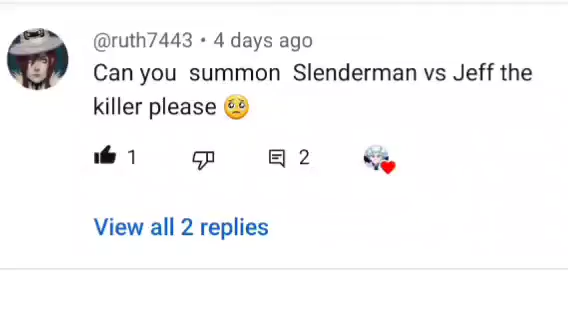 @ruth7443 • 4 days ago
Can you summon Slenderman vs Jeff the
killer please 🥺
1
2
View all 2 replies